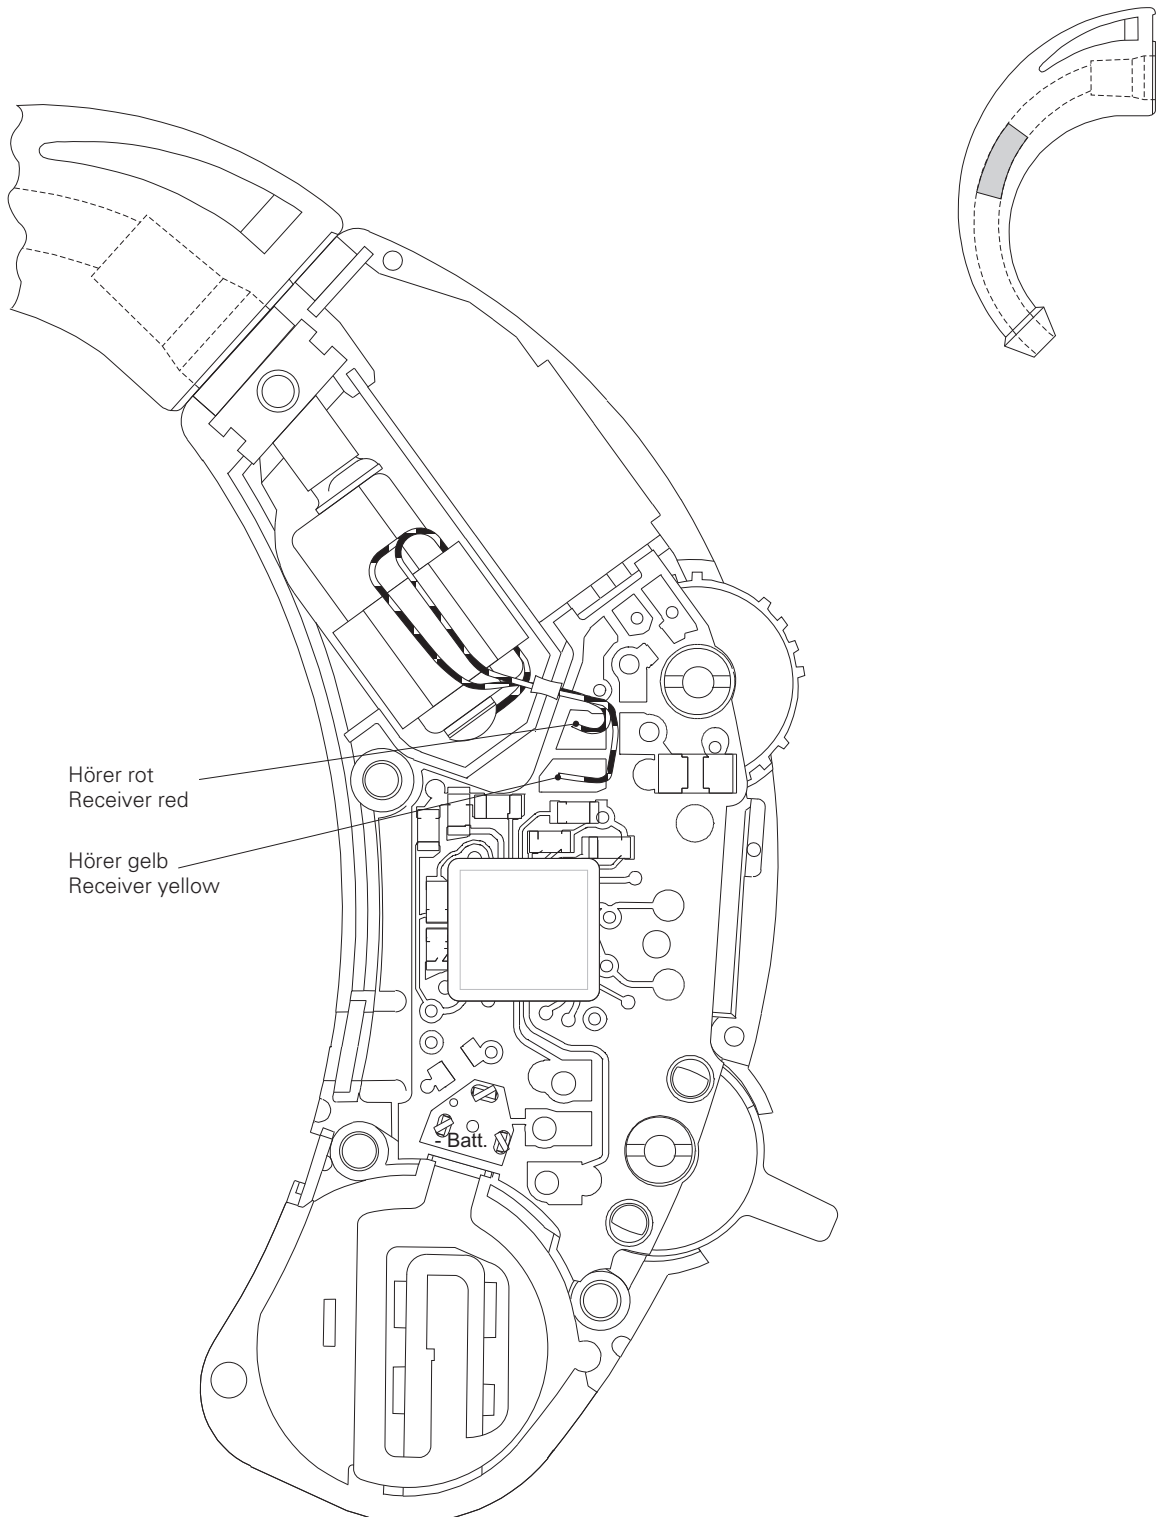 Hörer rot
Receiver red
Hörer gelb
Receiver yellow
- Batt.